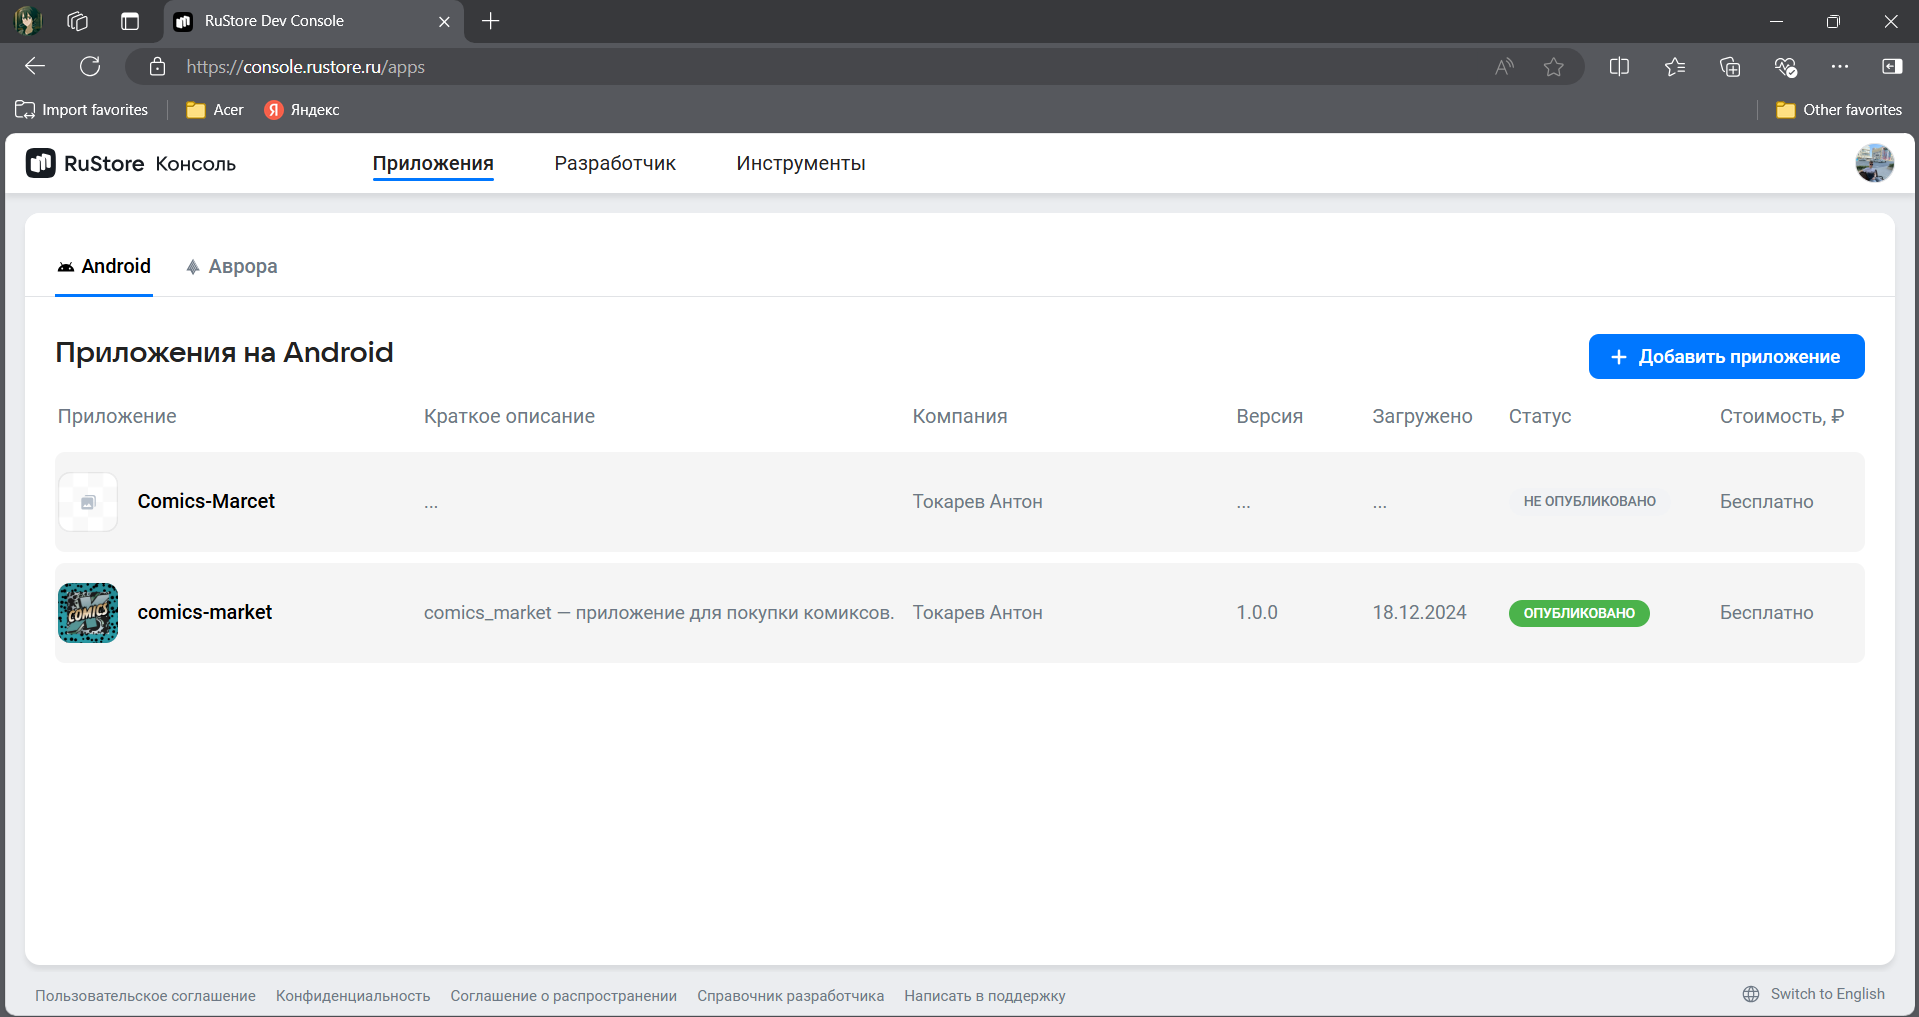 RuStore Dev Console
https://console.rustore.ru/apps
Import favorites Acer Яндекс Other favorites
RuStore Консоль Приложения Разработчик Инструменты
Android Аврора
Приложения на Android
+ Добавить приложение
Приложение Краткое описание Компания Версия Загружено Статус Стоимость, ₽
Comics-Marcet ... Токарев Антон ... ... НЕ ОПУБЛИКОВАНО Бесплатно
COMICS
comics-market comics_market — приложение для покупки комиксов. Токарев Антон 1.0.0 18.12.2024 ОПУБЛИКОВАНО Бесплатно
Пользовательское соглашение Конфиденциальность Соглашение о распространении Справочник разработчика Написать в поддержку Switch to English